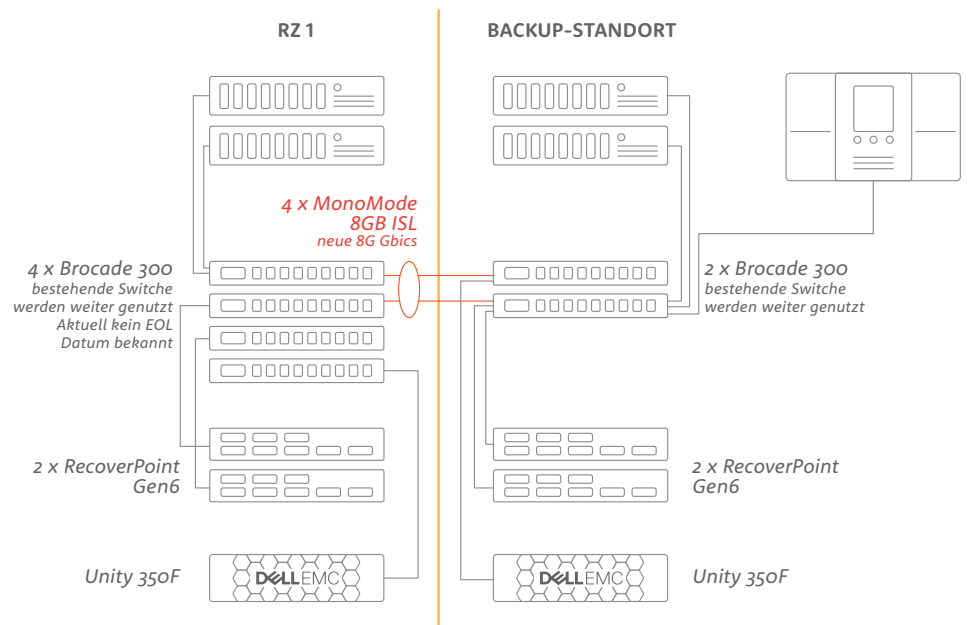 RZ 1
BACKUP-STANDORT
4 x MonoMode
8GB ISL
neue 8G Gbics
4 x Brocade 300
bestehende Switche
werden weiter genutzt
Aktuell kein EOL
Datum bekannt
2 x Brocade 300
bestehende Switche
werden weiter genutzt
2 x RecoverPoint
Gen6
2 x RecoverPoint
Gen6
Unity 350F
DELLEMC
DELLEMC
Unity 350F